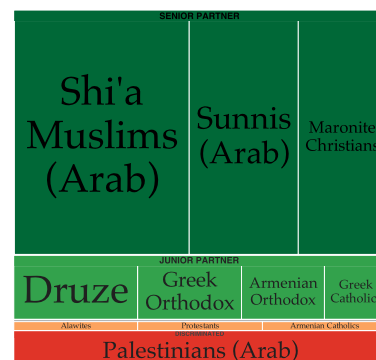 SENIOR PARTNER
Shi'a
Muslims
(Arab)
Sunnis
(Arab)
Maronite
Christians
JUNIOR PARTNER
Druze
Greek
Orthodox
Armenian
Orthodox
Greek
Catholic
Alawites
Protestants
Armenian Catholics
DISCRIMINATED
Palestinians (Arab)